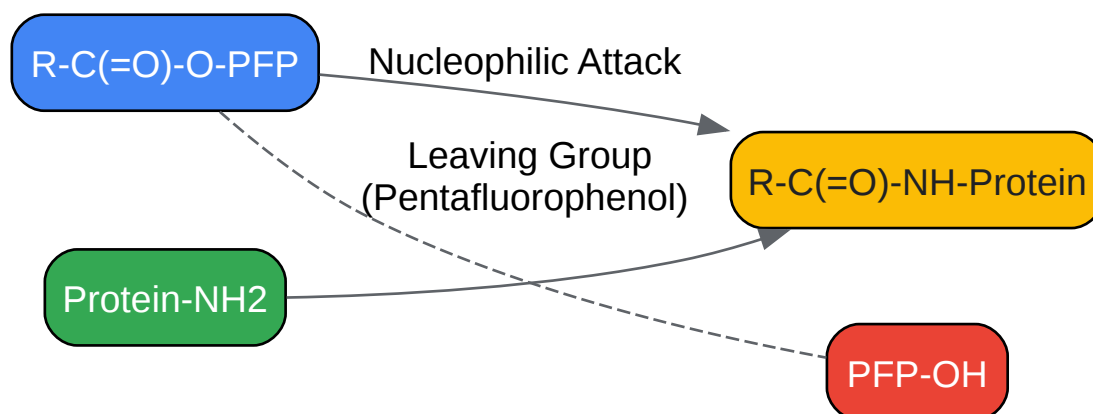 R-C(=O)-O-PFP
Nucleophilic Attack
Leaving Group
(Pentafluorophenol)
R-C(=O)-NH-Protein
Protein-NH2
PFP-OH